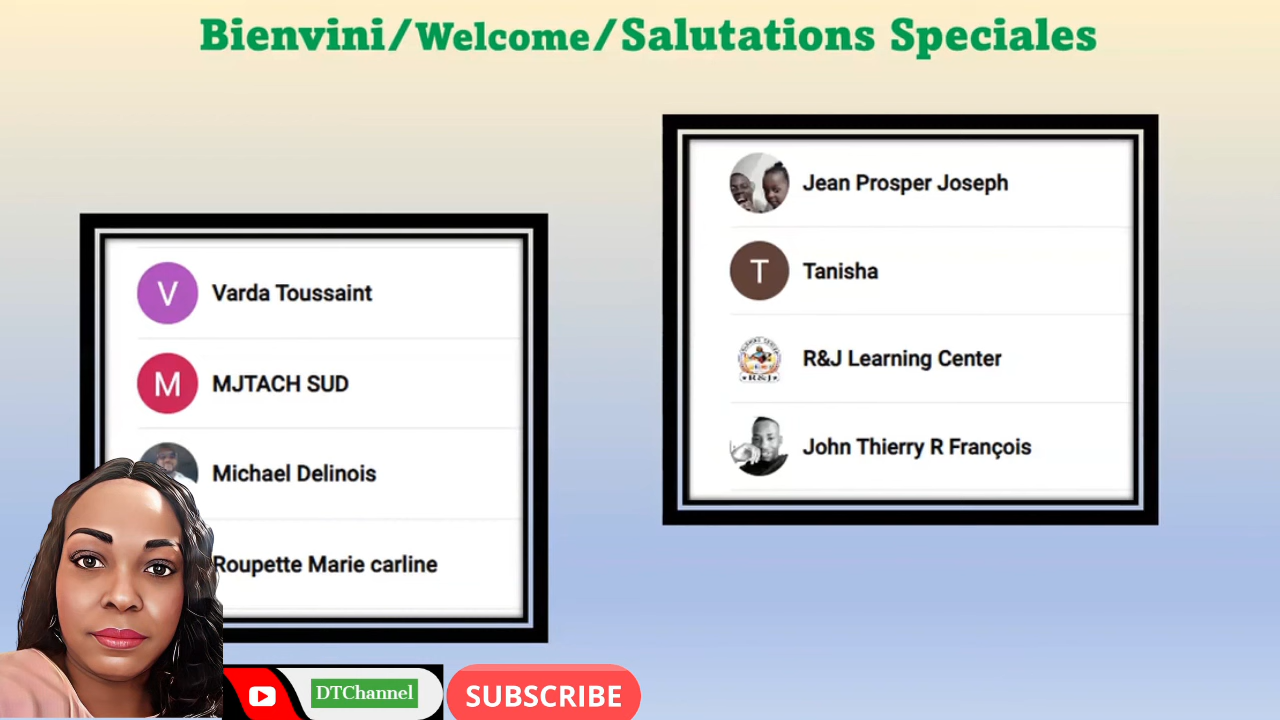 Bienvini/Welcome/Salutations Speciales
V Varda Toussaint
M MJTACH SUD
Michael Delinois
Roupette Marie carline
Jean Prosper Joseph
T Tanisha
R&J Learning Center
R&J
John Thierry R François
DTChannel
SUBSCRIBE